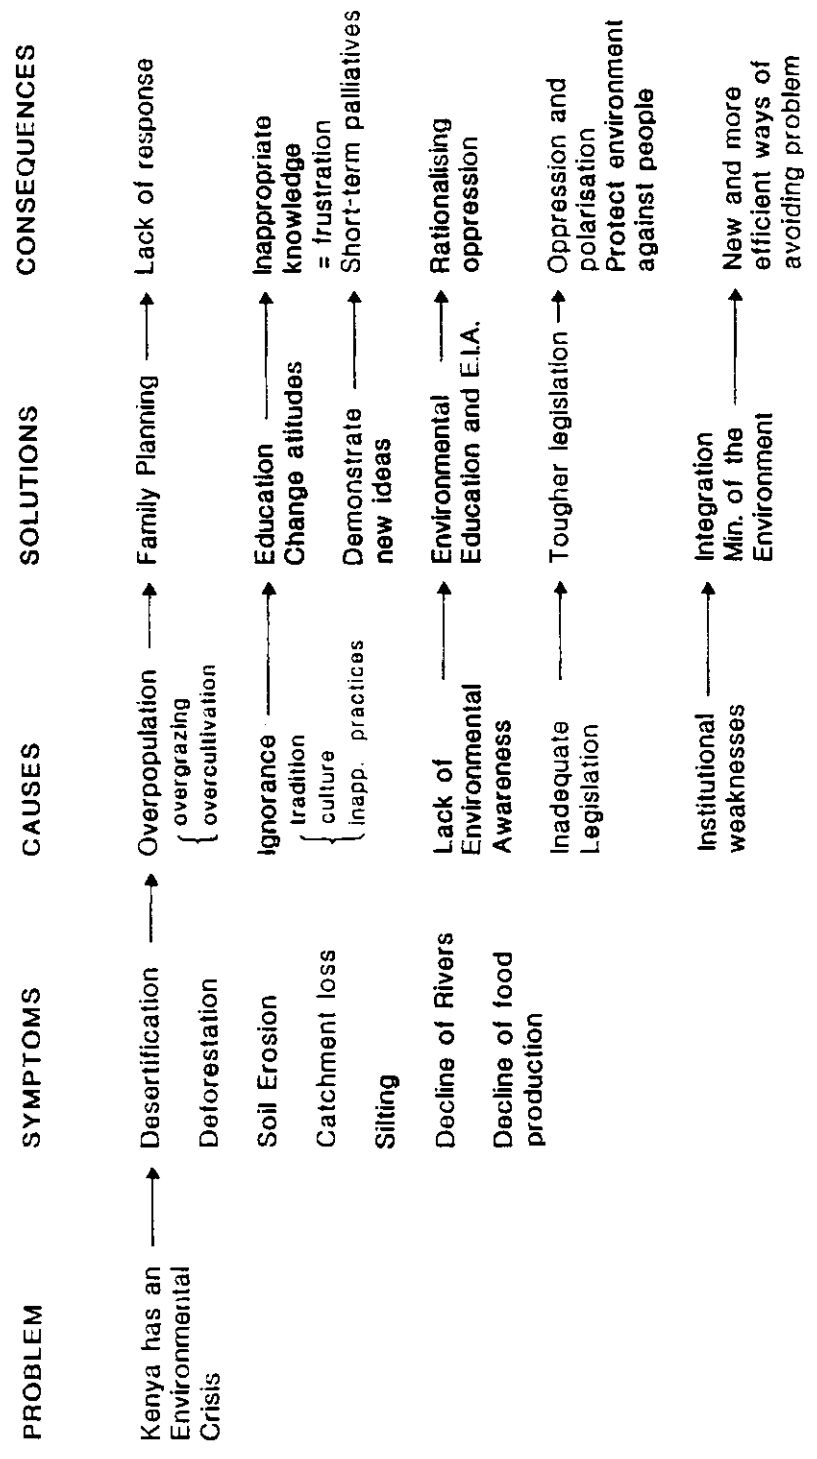 PROBLEM
Kenya has an
Environmental
Crisis
SYMPTOMS
Desertification
Deforestation
Soil Erosion
Catchment loss
Silting
Decline of Rivers
Decline of food
production
CAUSES
Overpopulation
overgrazing
overcultivation
Ignorance
tradition
culture
inapp. practices
Lack of
Environmental
Awareness
Inadequate
Legislation
Institutional
weaknesses
SOLUTIONS
Family Planning
Education
Change atitudes
Demonstrate
new ideas
Environmental
Education and E.I.A.
Tougher legislation
Integration
Min. of the
Environment
CONSEQUENCES
Lack of response
Inappropriate
knowledge
= frustration
Short-term palliatives
Rationalising
oppression
Oppression and
polarisation
Protect environment
against people
New and more
efficient ways of
avoiding problem